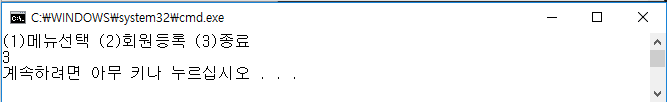 C:₩WINDOWS₩system32₩cmd.exe
(1)메뉴선택 (2)회원등록 (3)종료
3
계속하려면 아무 키나 누르십시오 . . .